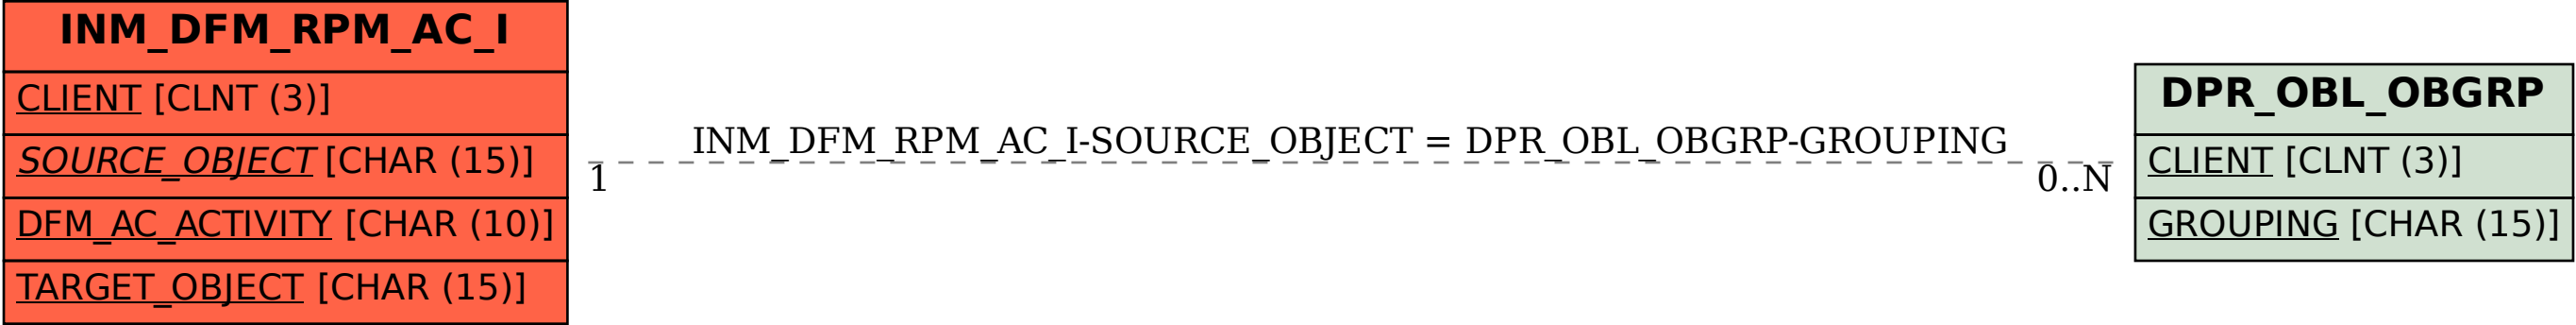 INM_DFM_RPM_AC_I
CLIENT [CLNT (3)]
SOURCE_OBJECT [CHAR (15)]
DFM_AC_ACTIVITY [CHAR (10)]
TARGET_OBJECT [CHAR (15)]
INM_DFM_RPM_AC_I-SOURCE_OBJECT = DPR_OBL_OBGRP-GROUPING
1
0..N
DPR_OBL_OBGRP
CLIENT [CLNT (3)]
GROUPING [CHAR (15)]